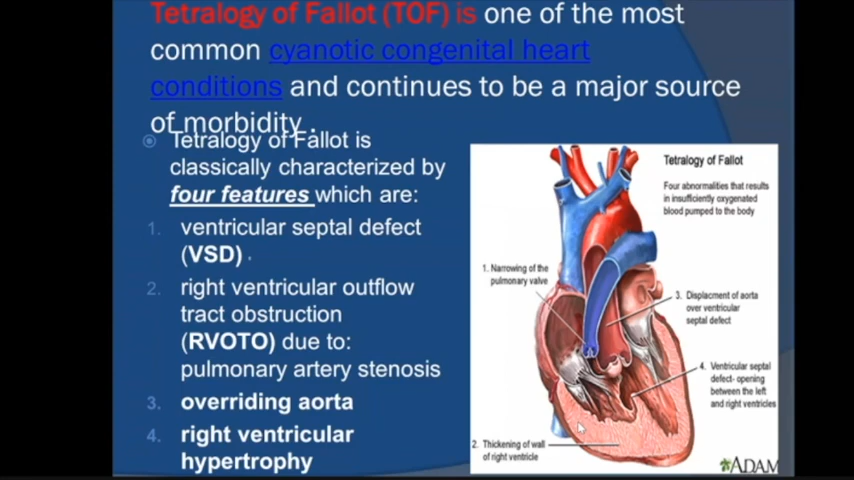 Tetralogy of Fallot (TOF) is one of the most
common cyanotic congenital heart
conditions and continues to be a major source
of morbidity .
Tetralogy of Fallot is
classically characterized by
four features which are:
1. ventricular septal defect
(VSD) .
2. right ventricular outflow
tract obstruction
(RVOTO) due to:
pulmonary artery stenosis
3. overriding aorta
4. right ventricular
hypertrophy
Tetralogy of Fallot
Four abnormalities that results
in insufficiently oxygenated
blood pumped to the body
1. Narrowing of the
pulmonary valve
3. Displacment of aorta
over ventricular
septal defect
4. Ventricular septal
defect- opening
between the left
and right ventricles
2. Thickening of wall
of right ventricle
ADAM